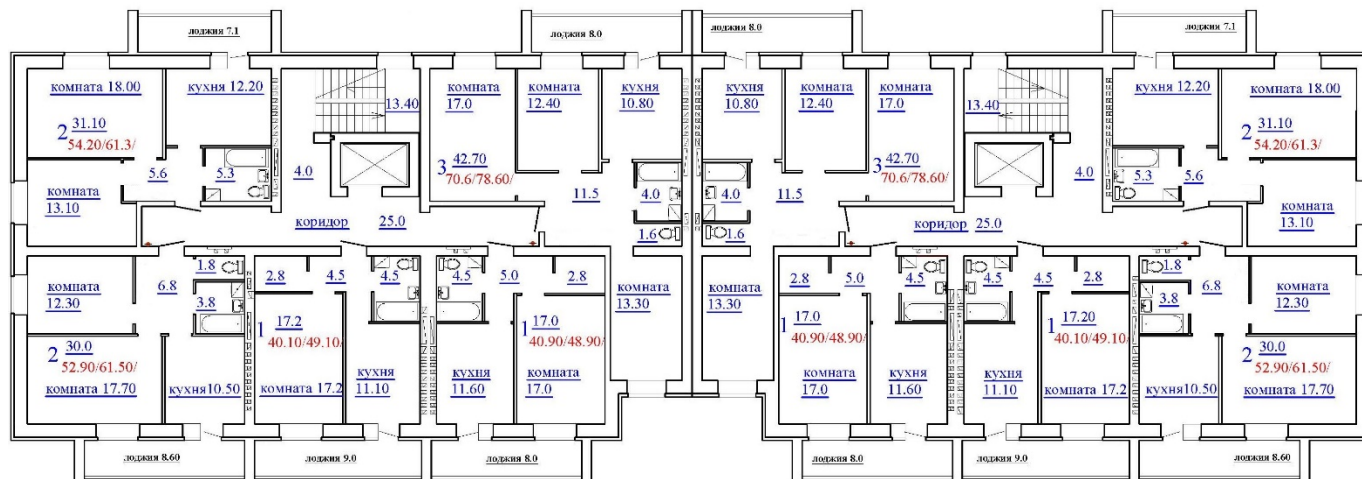 лоджия 7.1
лоджия 8.0
лоджия 8.0
лоджия 7.1
комната 18.00
кухня 12.20
13.40
комната
17.0
комната
12.40
кухня
10.80
кухня
10.80
комната
12.40
комната
17.0
13.40
кухня 12.20
комната 18.00
2 31.10
54.20/61.3/
5.6
5.3
4.0
3 42.70
70.6/78.60/
11.5
4.0
4.0
11.5
3 42.70
70.6/78.60/
4.0
5.3
5.6
2 31.10
54.20/61.3/
комната
13.10
коридор 25.0
1.6
1.6
коридор 25.0
комната
13.10
комната
12.30
6.8
1.8
3.8
2.8
4.5
4.5
4.5
5.0
2.8
комната
13.30
комната
13.30
2.8
5.0
4.5
4.5
4.5
2.8
1.8
3.8
6.8
комната
12.30
2 30.0
52.90/61.50/
комната 17.70
кухня10.50
1 17.2
40.10/49.10/
комната 17.2
кухня
11.10
кухня
11.60
1 17.0
40.90/48.90/
комната
17.0
1 17.0
40.90/48.90/
комната
17.0
кухня
11.60
кухня
11.10
1 17.20
40.10/49.10/
комната 17.2
кухня10.50
2 30.0
52.90/61.50/
комната 17.70
лоджия 8.60
лоджия 9.0
лоджия 8.0
лоджия 8.0
лоджия 9.0
лоджия 8.60